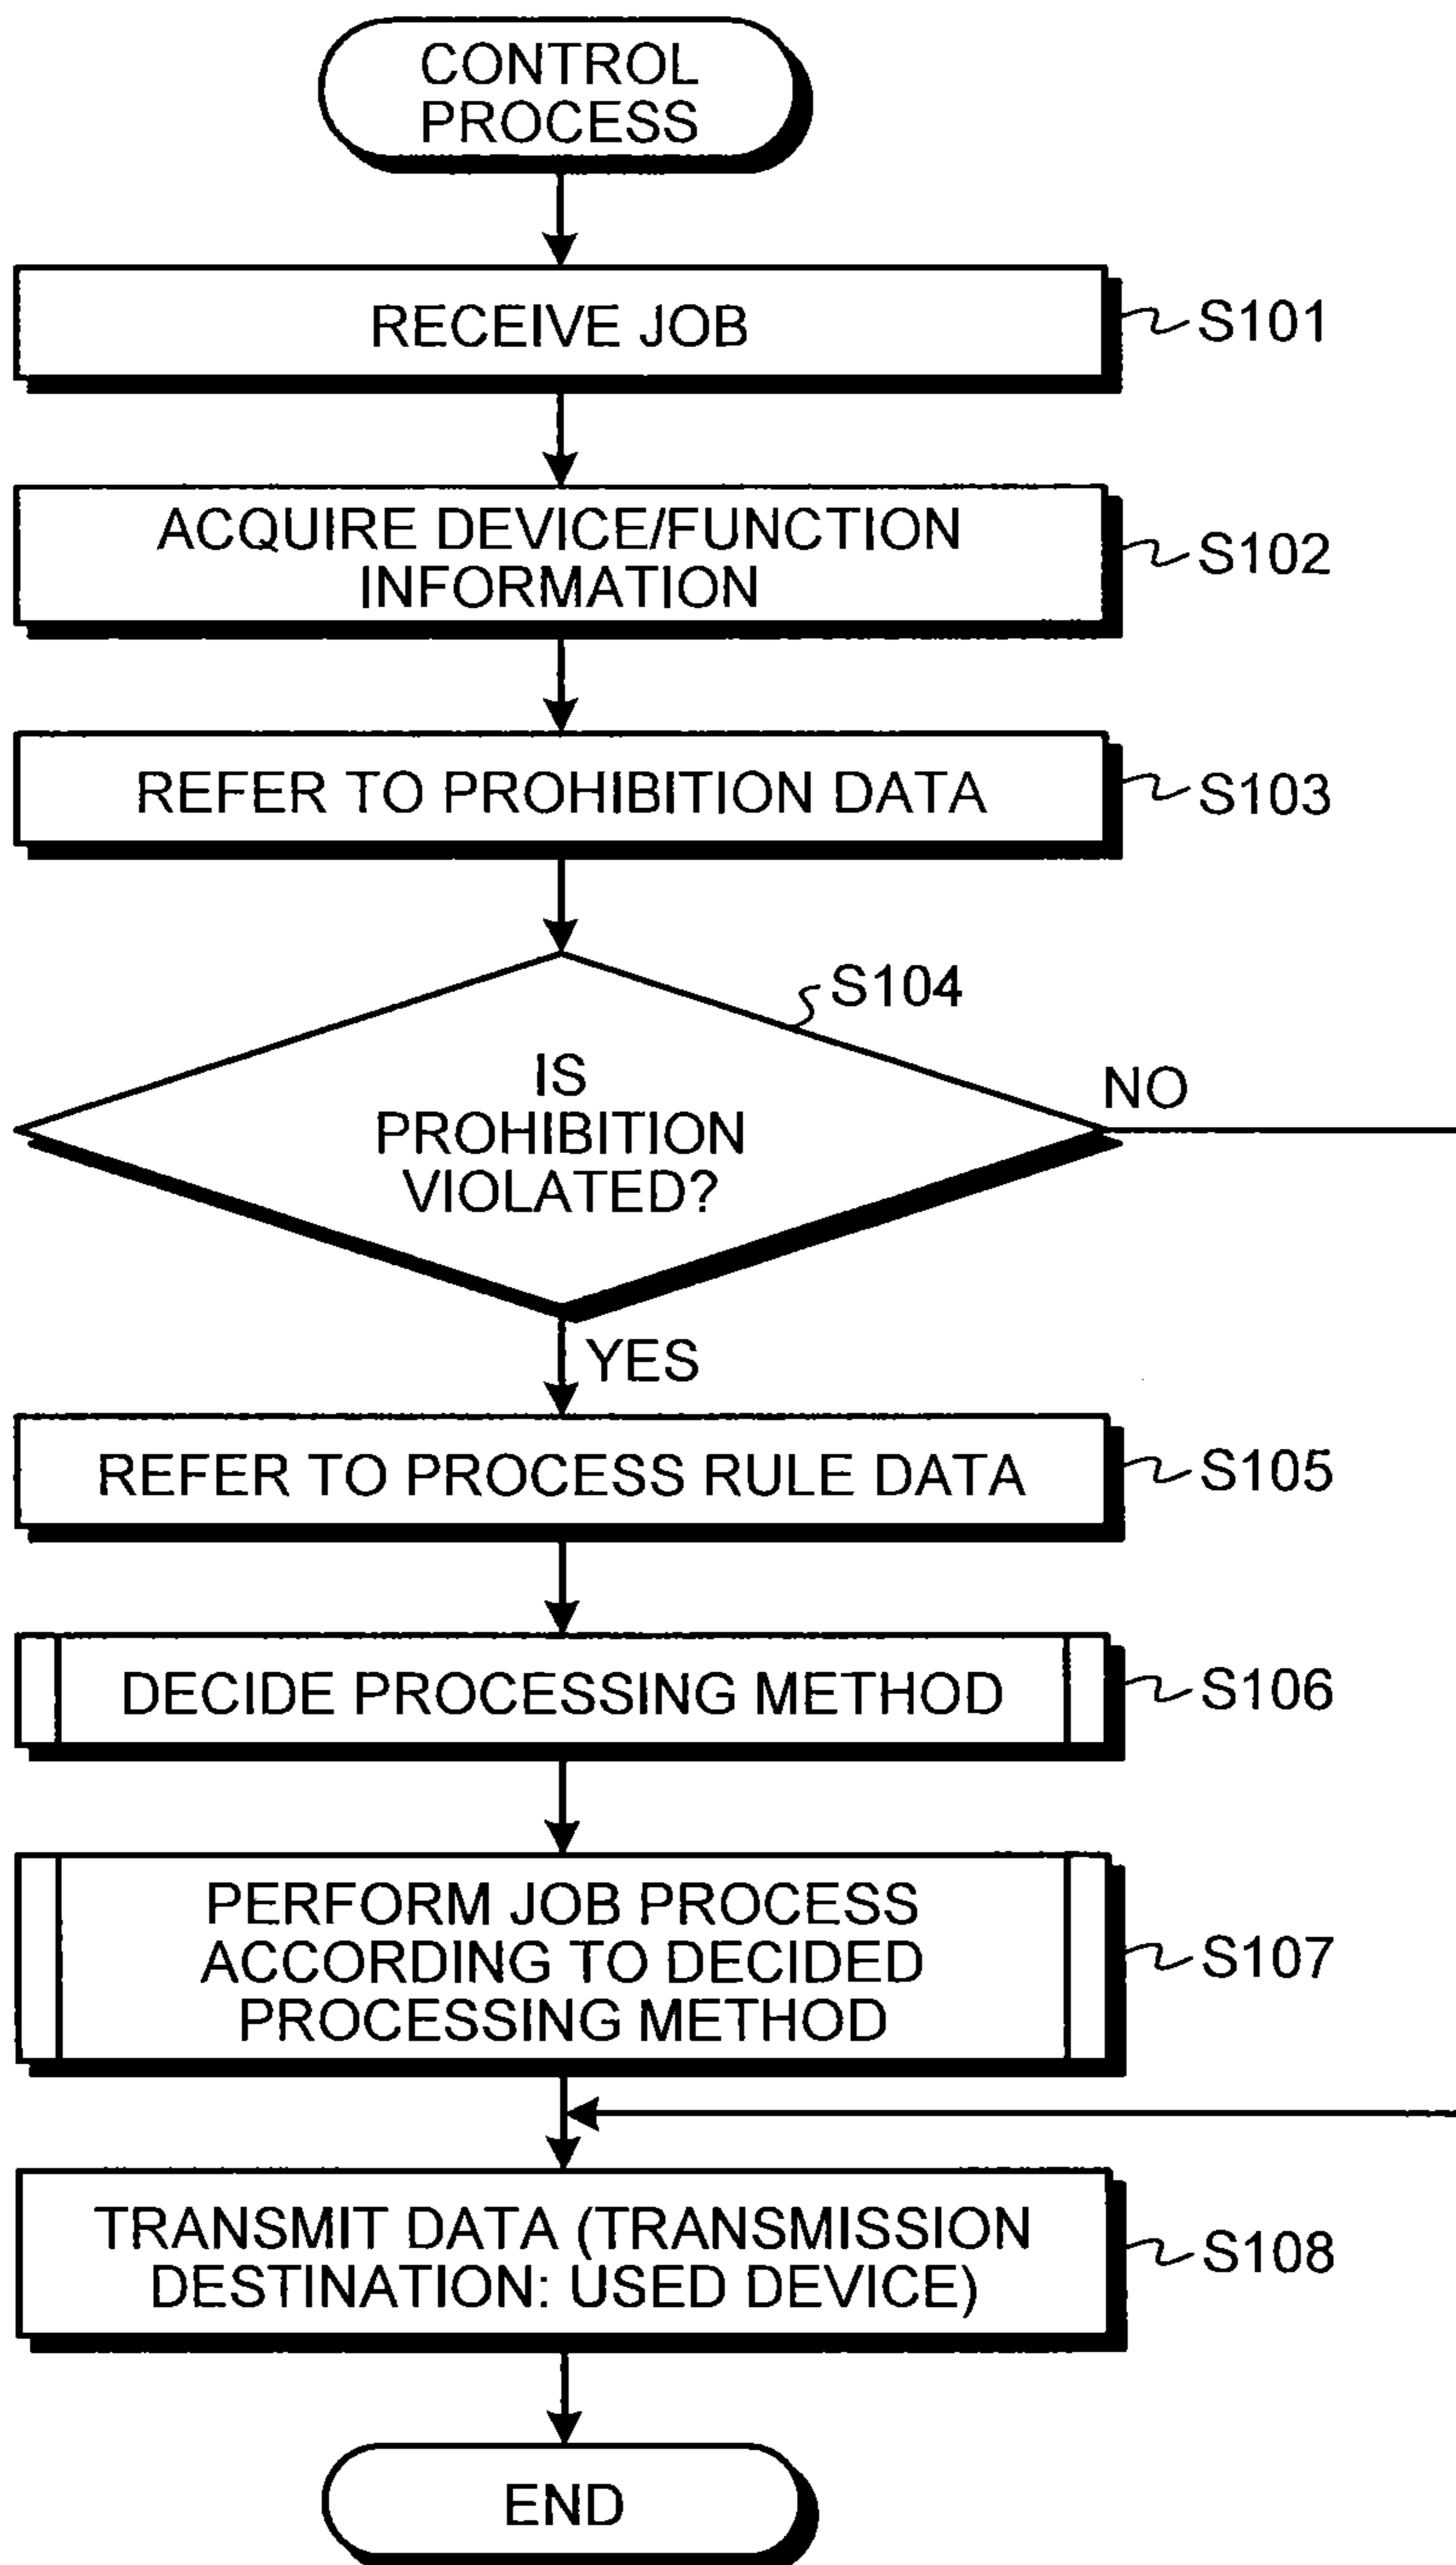 CONTROL
PROCESS
RECEIVE JOB
S101
ACQUIRE DEVICE/FUNCTION
INFORMATION
S102
REFER TO PROHIBITION DATA
S103
S104
IS
PROHIBITION
VIOLATED?
NO
YES
REFER TO PROCESS RULE DATA
S105
DECIDE PROCESSING METHOD
S106
PERFORM JOB PROCESS
ACCORDING TO DECIDED
PROCESSING METHOD
S107
TRANSMIT DATA (TRANSMISSION
DESTINATION: USED DEVICE)
S108
END